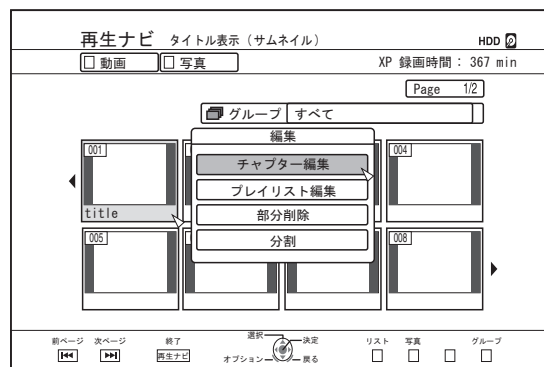 再生ナビ タイトル表示（サムネイル） HDD
動画 写真 XP 録画時間： 367 min
Page 1/2
グループ すべて
編集
001
004
チャプター編集
プレイリスト編集
title
部分削除
005
008
分割
前ページ 次ページ 終了 選択 決定 リスト 写真 グループ
再生ナビ オプション 戻る